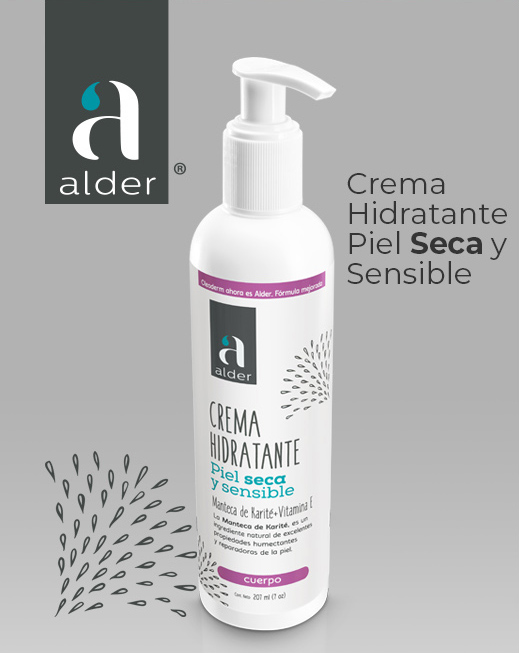 alder®
Crema
Hidratante
Piel Seca y
Sensible
Oleoderm ahora es Alder. Fórmula mejorada
alder
CREMA
HIDRATANTE
Piel seca
y sensible
Manteca de Karité+Vitamina E
La Manteca de Karité, es un
ingrediente natural de excelentes
propiedades humectantes
y reparadoras de la piel.
cuerpo
Cont. Neto 207 ml (7 oz)